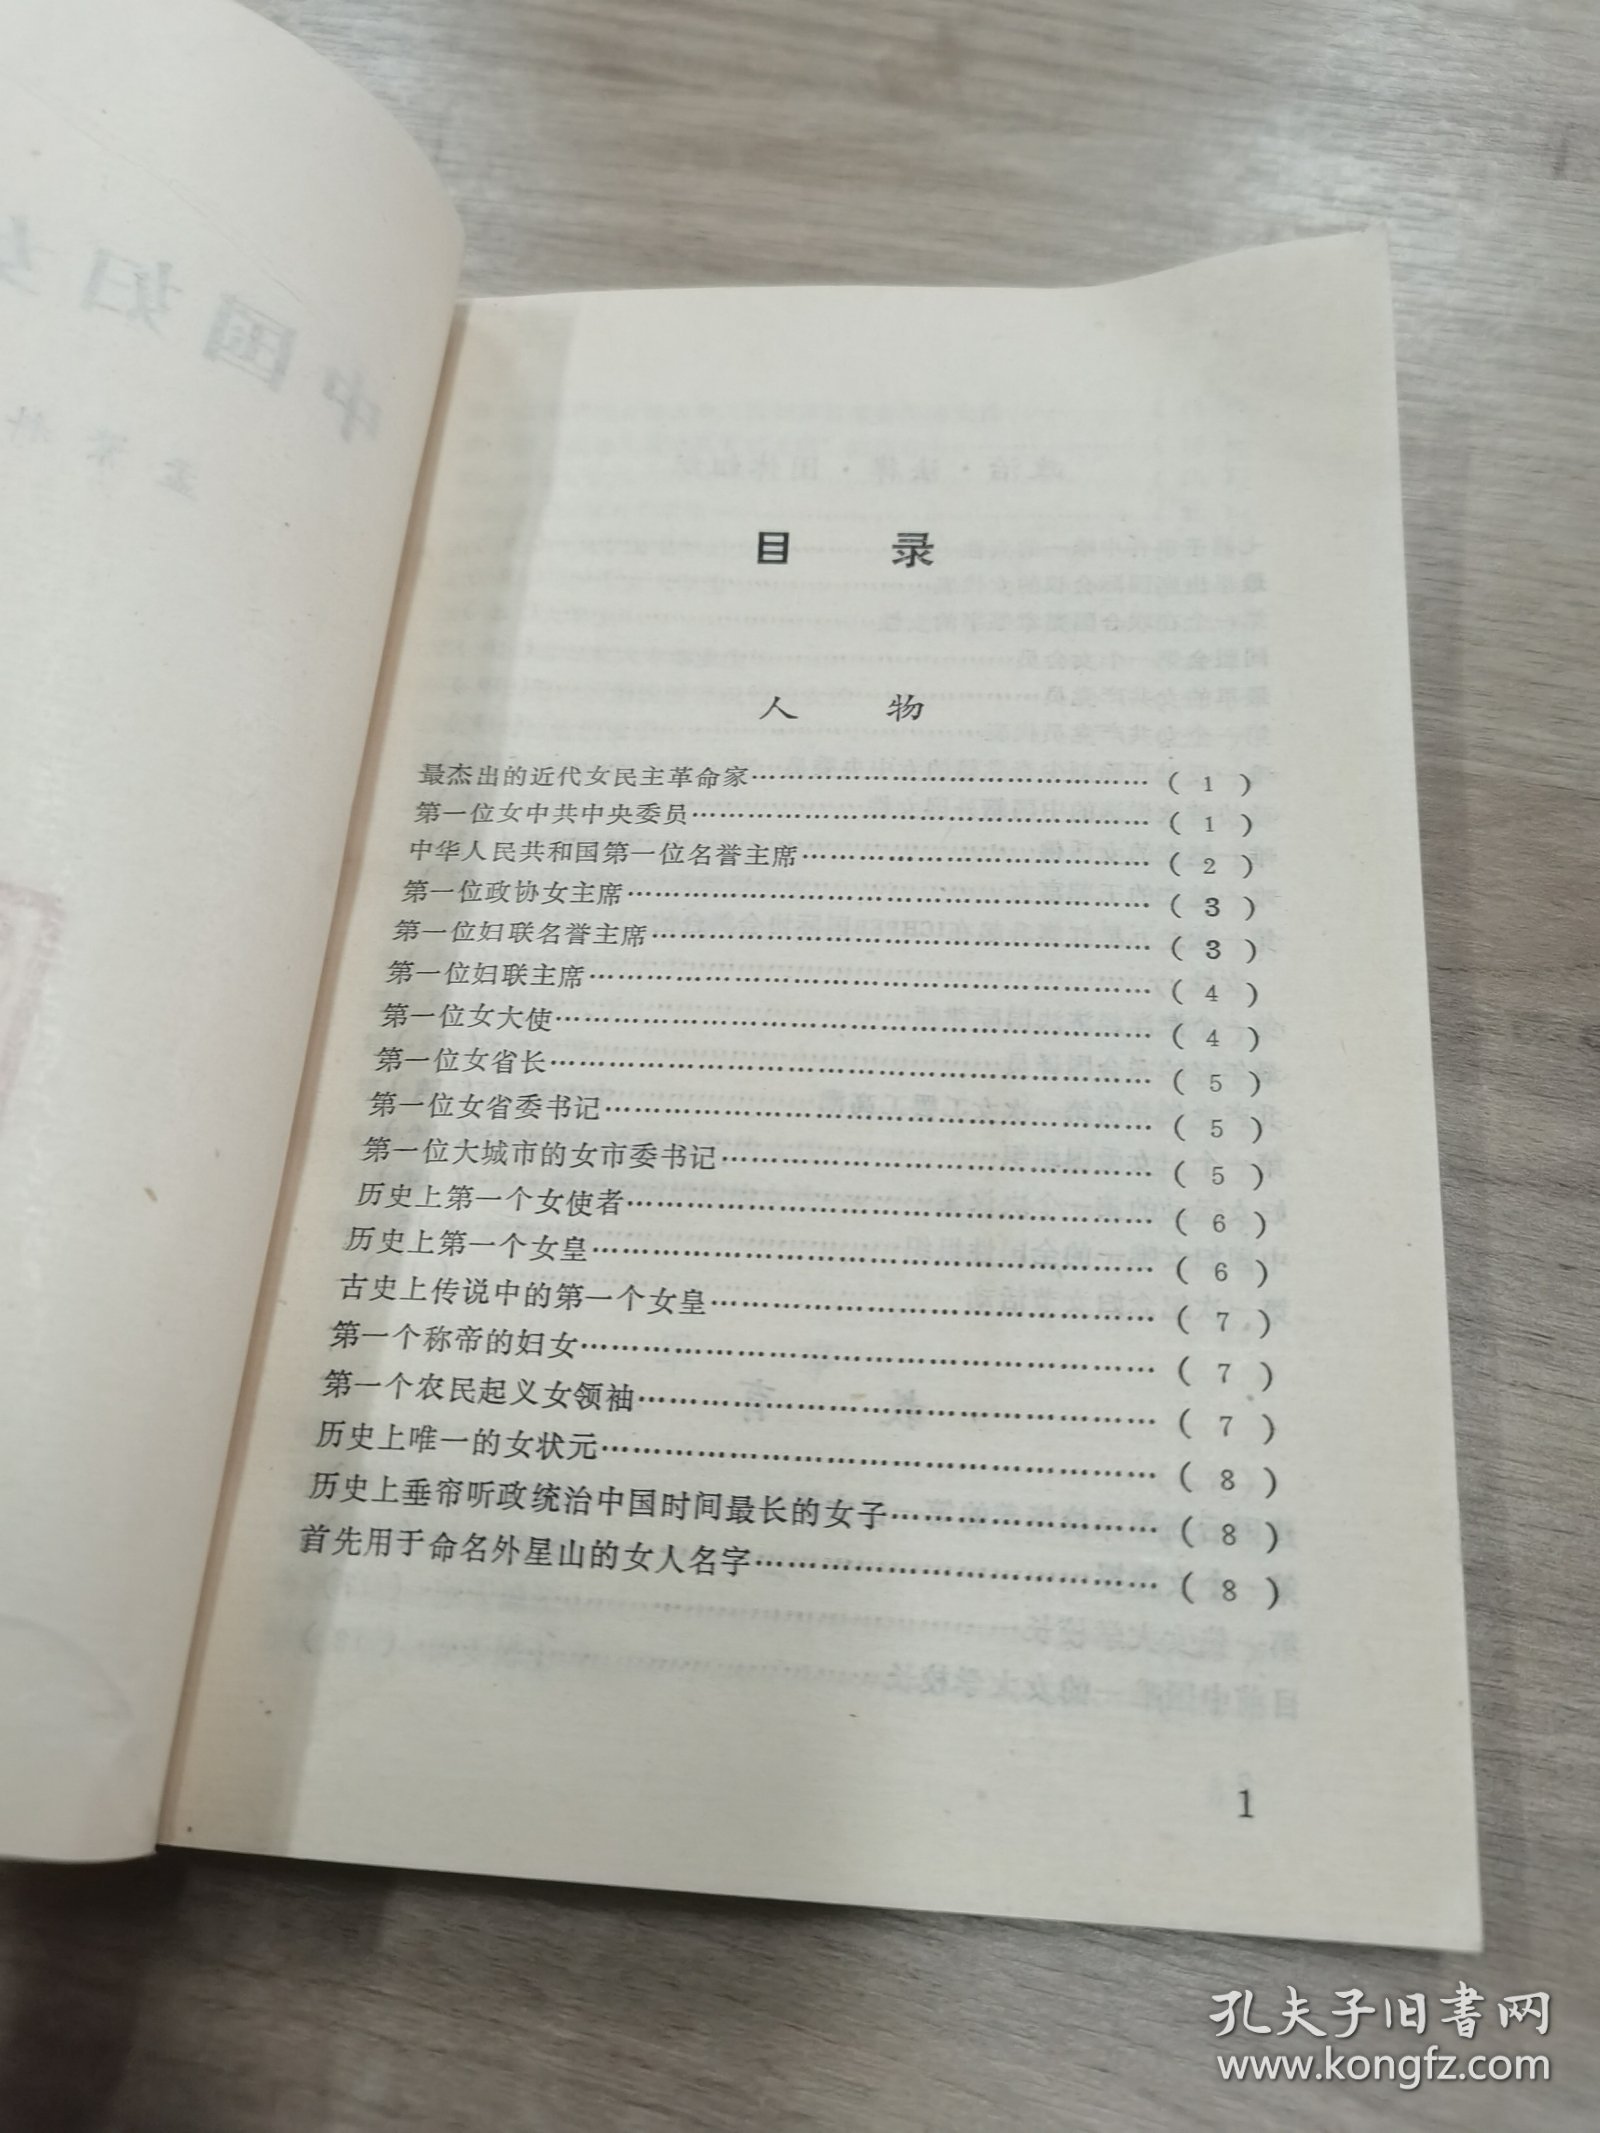 目 录
人 物
最杰出的近代女民主革命家……………………………………（1）
第一位女中共中央委员…………………………………………（1）
中华人民共和国第一位名誉主席………………………………（2）
第一位政协女主席………………………………………………（3）
第一位妇联名誉主席……………………………………………（3）
第一位妇联主席…………………………………………………（4）
第一位女大使……………………………………………………（4）
第一位女省长……………………………………………………（5）
第一位女省委书记………………………………………………（5）
第一位大城市的女市委书记……………………………………（5）
历史上第一个女使者……………………………………………（6）
历史上第一个女皇………………………………………………（6）
古史上传说中的第一个女皇……………………………………（7）
第一个称帝的妇女………………………………………………（7）
第一个农民起义女领袖…………………………………………（7）
历史上唯一的女状元……………………………………………（8）
历史上垂帘听政统治中国时间最长的女子……………………（8）
首先用于命名外星山的女人名字………………………………（8）
1
中国妇
孔夫子旧书网
www.kongfz.com